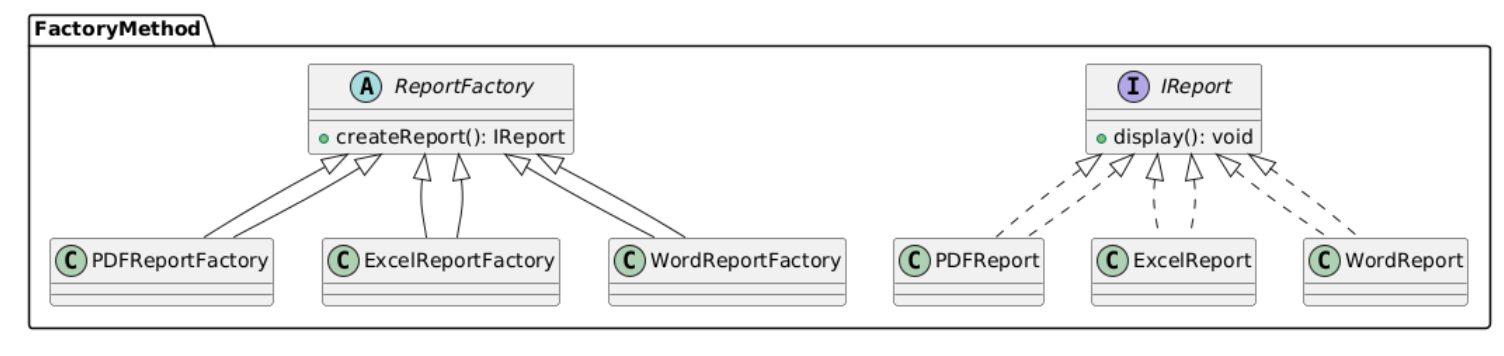 FactoryMethod
A ReportFactory
createReport(): IReport
I IReport
display(): void
C PDFReportFactory
C ExcelReportFactory
C WordReportFactory
C PDFReport
C ExcelReport
C WordReport